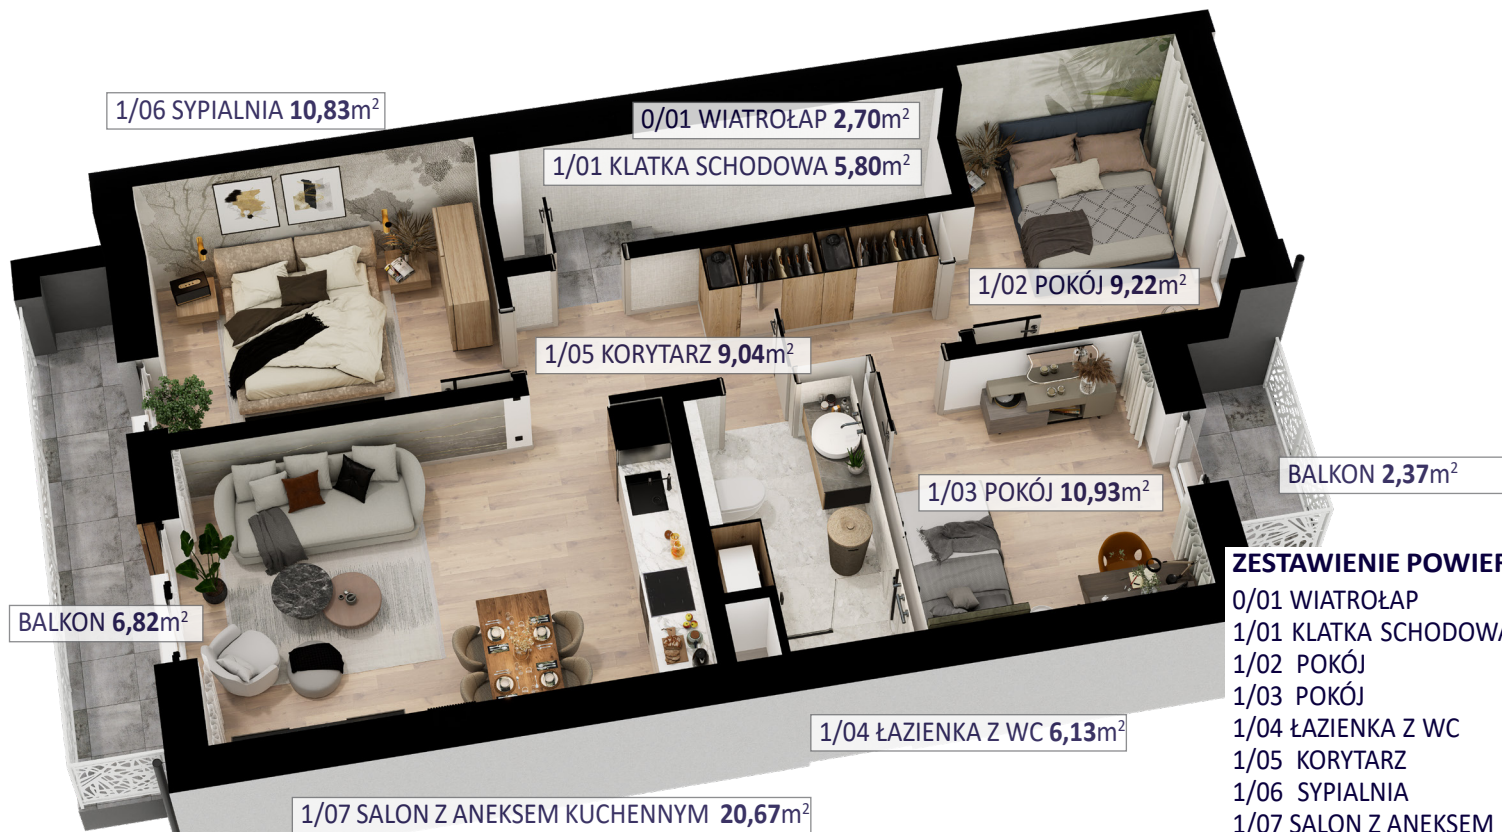 1/06 SYPIALNIA 10,83m²
0/01 WIATROŁAP 2,70m²
1/01 KLATKA SCHODOWA 5,80m²
1/02 POKÓJ 9,22m²
1/05 KORYTARZ 9,04m²
1/03 POKÓJ 10,93m²
BALKON 2,37m²
BALKON 6,82m²
1/04 ŁAZIENKA Z WC 6,13m²
1/07 SALON Z ANEKSEM KUCHENNYM 20,67m²
ZESTAWIENIE
0/01 WIATROŁAP
1/01 KLATKA SCHODOWA
1/02 POKÓJ
1/03 POKÓJ
1/04 ŁAZIENKA Z WC
1/05 KORYTARZ
1/06 SYPIALNIA
1/07 SALON Z ANEKSEM